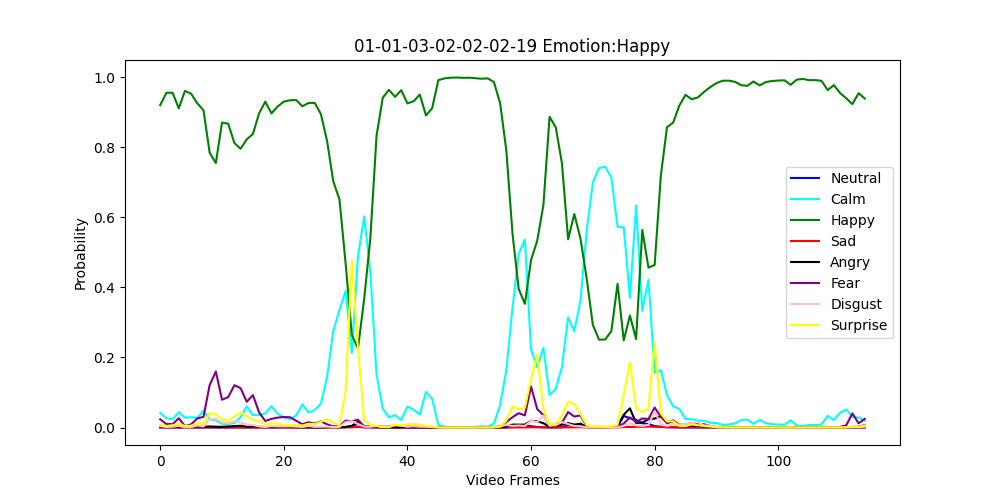 01-01-03-02-02-02-19 Emotion:Happy
1.0
0.8
0.6
0.4
0.2
0.0
Probability
0
20
40
60
80
100
Video Frames
Neutral
Calm
Happy
Sad
Angry
Fear
Disgust
Surprise